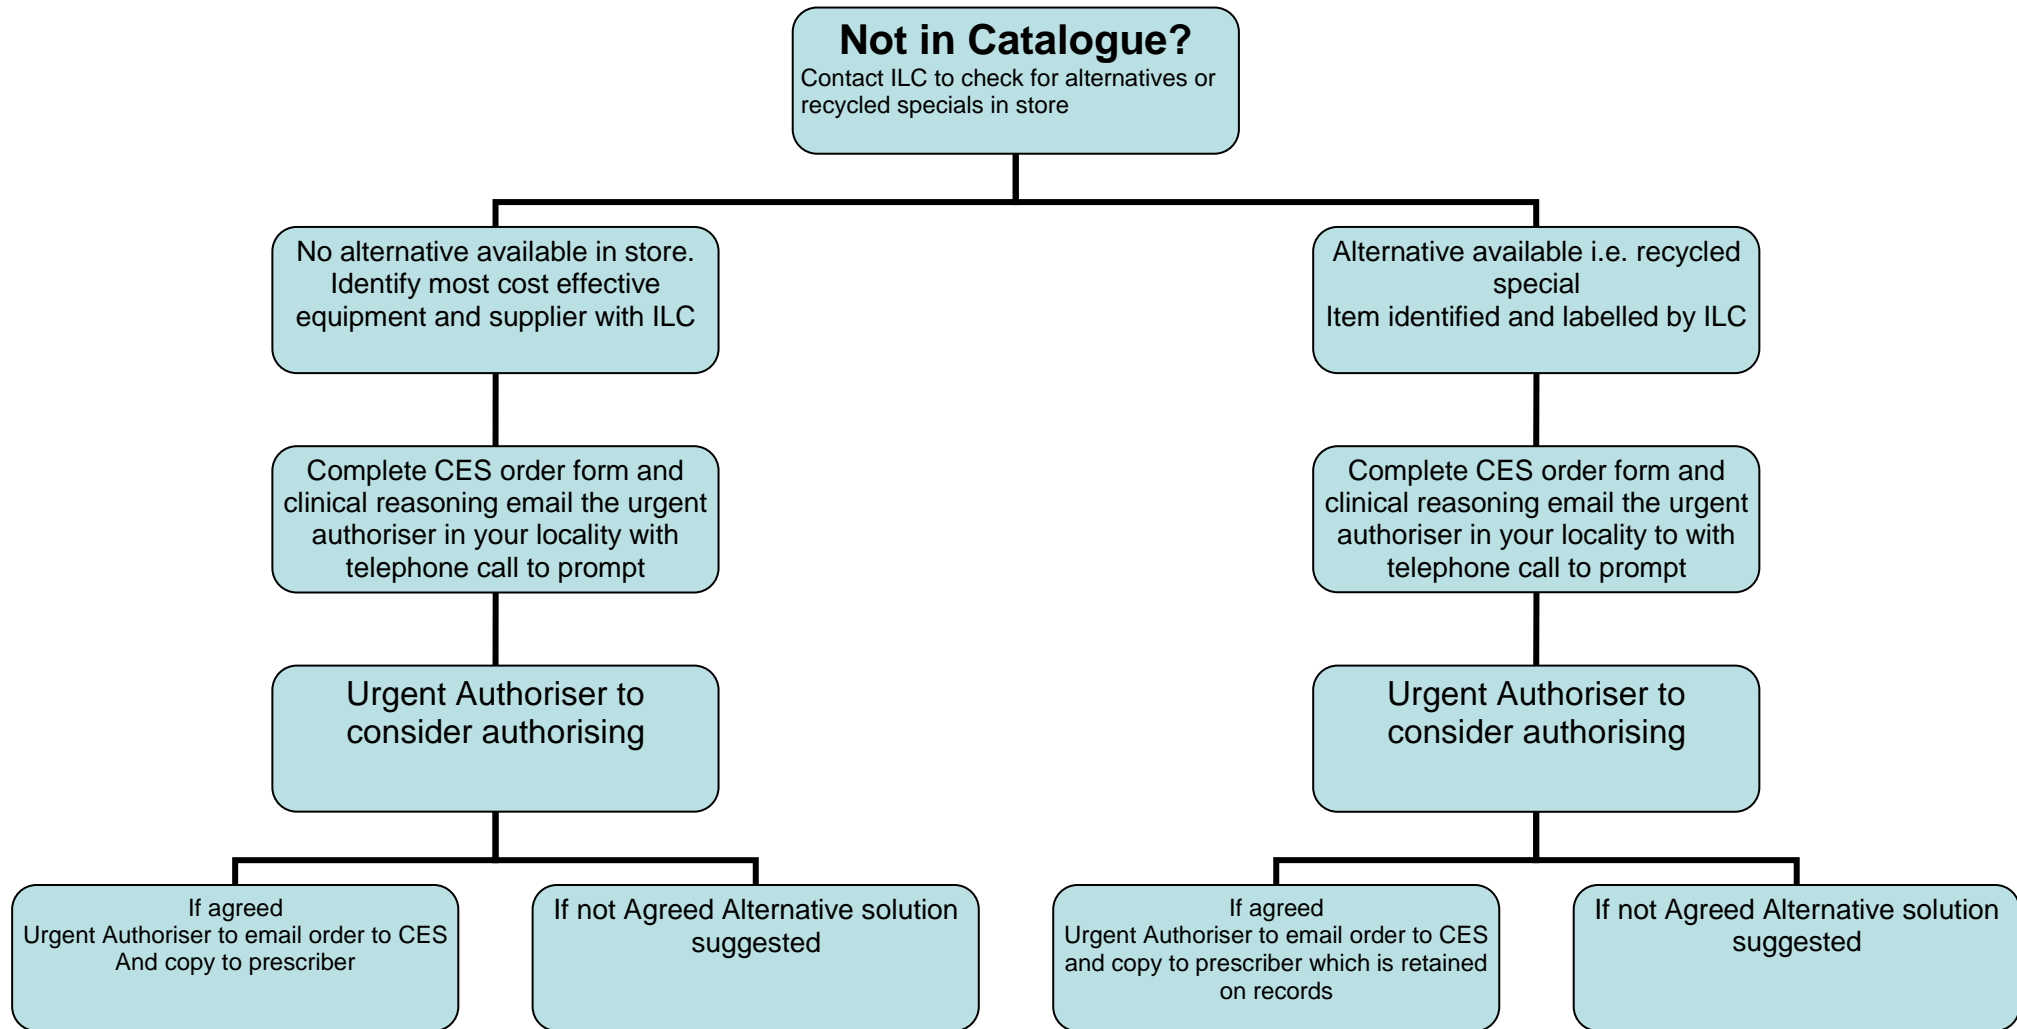 Not in Catalogue?
Contact ILC to check for alternatives or
recycled specials in store
No alternative available in store.
Identify most cost effective
equipment and supplier with ILC
Alternative available i.e. recycled
special
Item identified and labelled by ILC
Complete CES order form and
clinical reasoning email the urgent
authoriser in your locality with
telephone call to prompt
Complete CES order form and
clinical reasoning email the urgent
authoriser in your locality to with
telephone call to prompt
Urgent Authoriser to
consider authorising
Urgent Authoriser to
consider authorising
If agreed
Urgent Authoriser to email order to CES
And copy to prescriber
If not Agreed Alternative solution
suggested
If agreed
Urgent Authoriser to email order to CES
and copy to prescriber which is retained
on records
If not Agreed Alternative solution
suggested